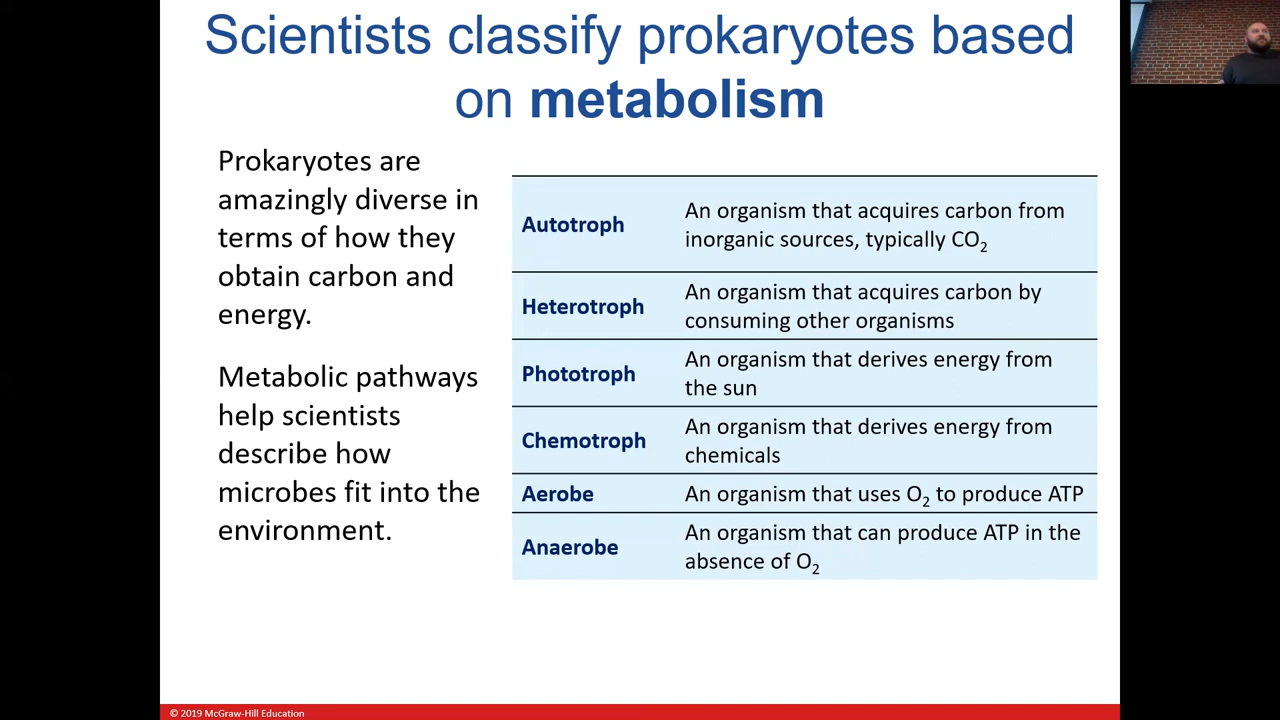 Scientists classify prokaryotes based
on metabolism
Prokaryotes are
amazingly diverse in
terms of how they
obtain carbon and
energy.
Metabolic pathways
help scientists
describe how
microbes fit into the
environment.
Autotroph
An organism that acquires carbon from
inorganic sources, typically CO₂
Heterotroph
An organism that acquires carbon by
consuming other organisms
Phototroph
An organism that derives energy from
the sun
Chemotroph
An organism that derives energy from
chemicals
Aerobe
An organism that uses O₂ to produce ATP
Anaerobe
An organism that can produce ATP in the
absence of O₂
© 2019 McGraw-Hill Education